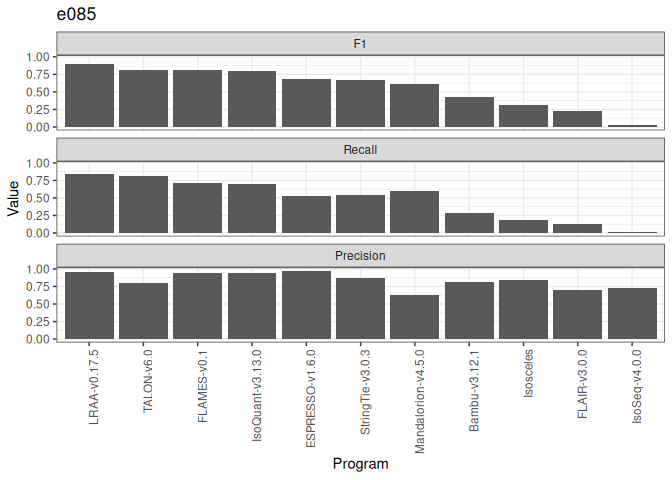 e085
F1
1.00
0.75
0.50
0.25
0.00
Recall
1.00
0.75
0.50
0.25
0.00
Value
Precision
1.00
0.75
0.50
0.25
0.00
LRAA-v0.17.5
TALON-v6.0
FLAMES-v0.1
IsoQuant-v3.13.0
ESPRESSO-v1.6.0
StringTie-v3.0.3
Mandalorion-v4.5.0
Bambu-v3.12.1
Isosceles
FLAIR-v3.0.0
IsoSeq-v4.0.0
Program